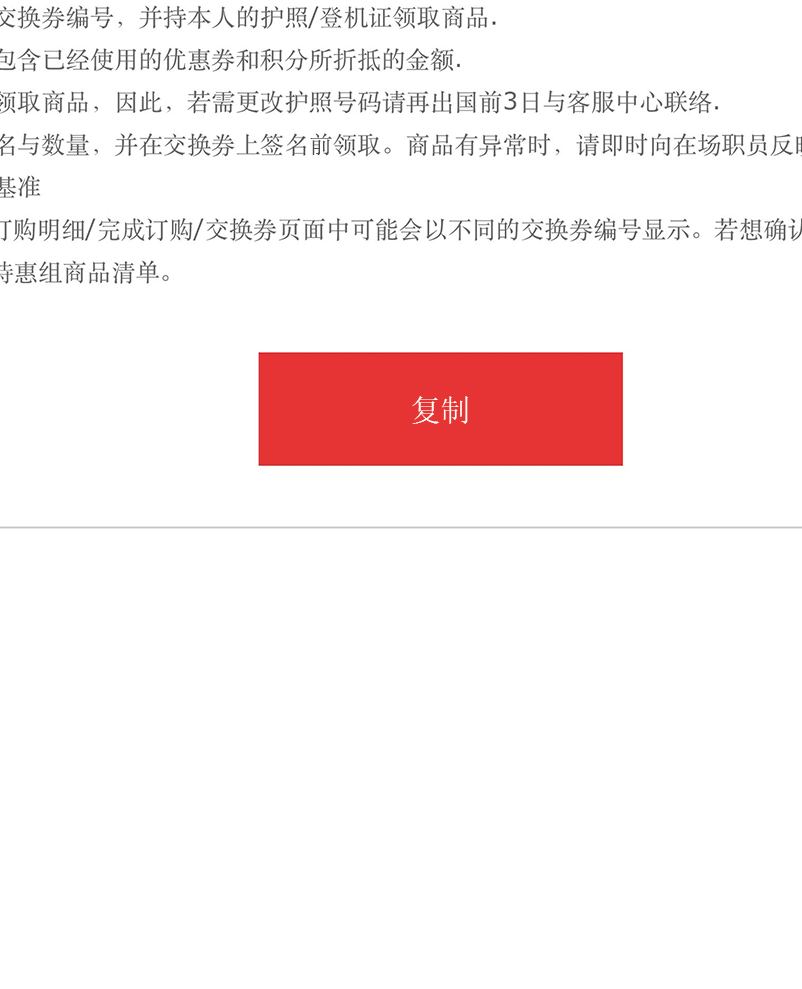 交换券编号，并持本人的护照/登机证领取商品.
包含已经使用的优惠券和积分所折抵的金额.
领取商品，因此，若需更改护照号码请再出国前3日与客服中心联络.
名与数量，并在交换券上签名前领取。商品有异常时，请即时向在场职员反映
基准
订购明细/完成订购/交换券页面中可能会以不同的交换券编号显示。若想确认
特惠组商品清单。
复制